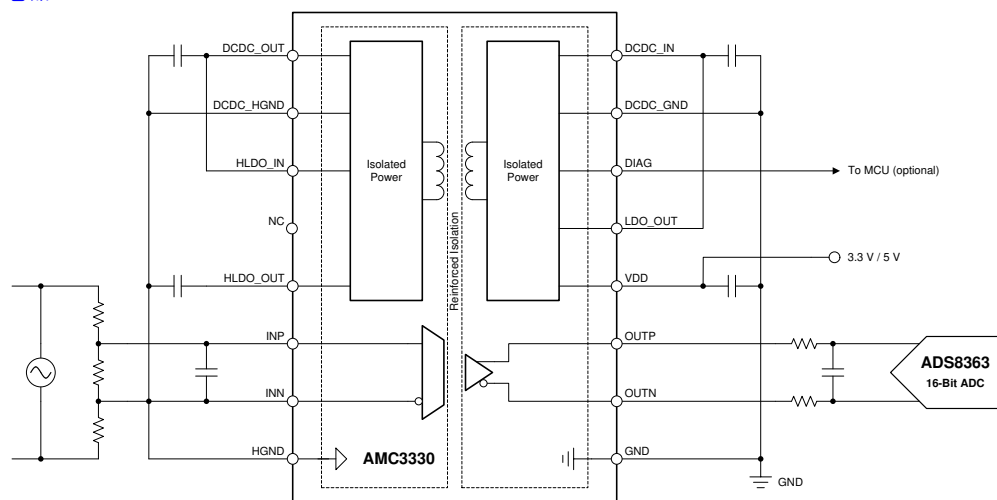 DCDC_OUT
DCDC_HGND
HLDO_IN
NC
HLDO_OUT
INP
INN
HGND
Isolated
Power
Reinforced Isolation
Isolated
Power
AMC3330
DCDC_IN
DCDC_GND
DIAG
LDO_OUT
VDD
OUTP
OUTN
GND
To MCU (optional)
3.3 V / 5 V
ADS8363
16-Bit ADC
GND